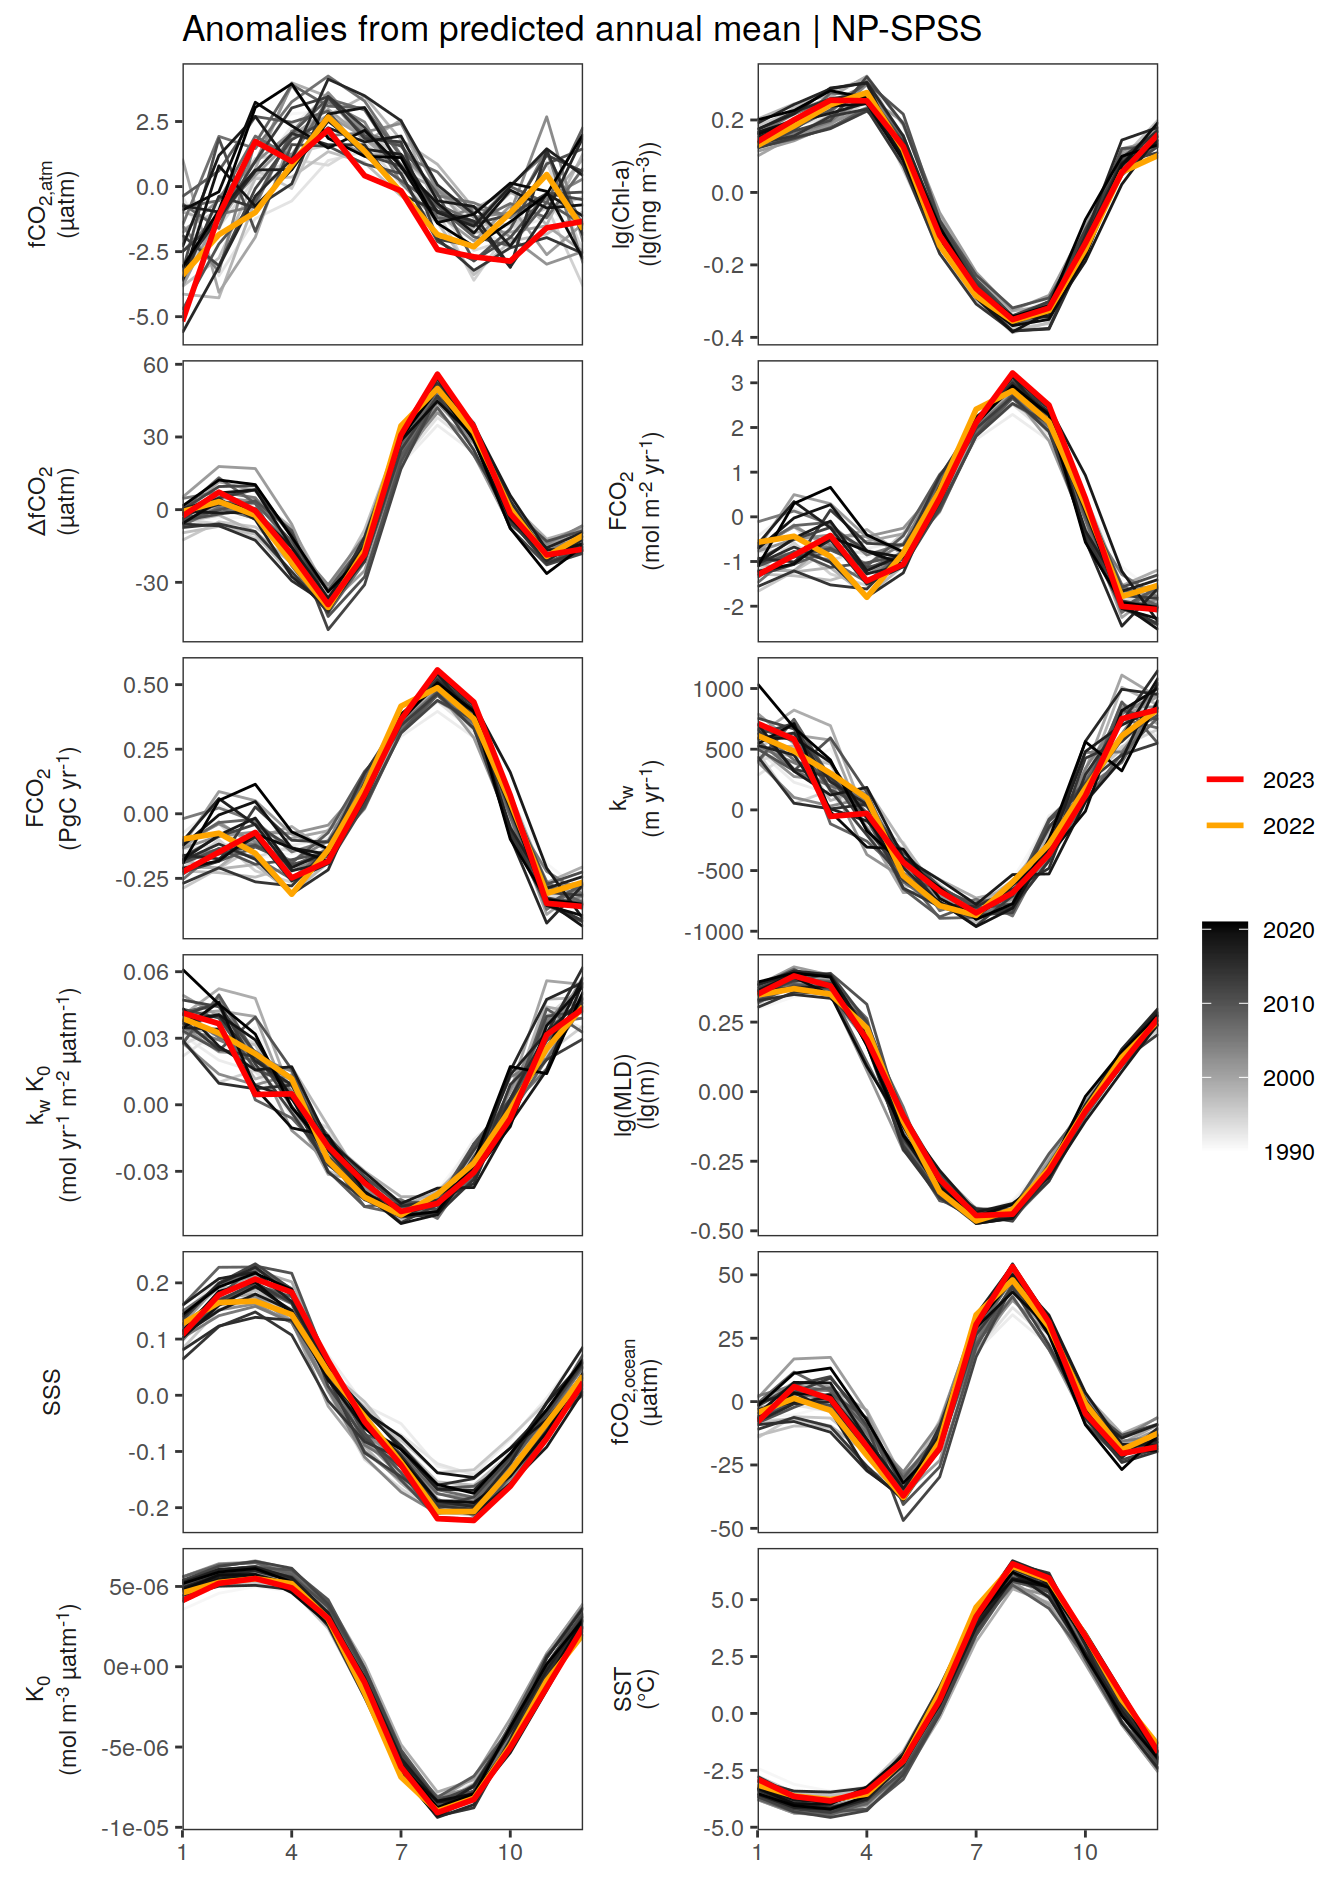 Anomalies from predicted annual mean | NP-SPSS
fCO2,atm
(µatm)
2.5
0.0
-2.5
-5.0
lg(Chl-a)
(lg(mg m-3))
0.2
0.0
-0.2
-0.4
ΔfCO2
(µatm)
60
30
0
-30
FCO2
(mol m-2 yr-1)
3
2
1
0
-1
-2
FCO2
(PgC yr-1)
0.50
0.25
0.00
-0.25
kw
(m yr-1)
1000
500
0
-500
-1000
kw K0
(mol yr-1 m-2 µatm-1)
0.06
0.03
0.00
-0.03
lg(MLD)
(lg(m))
0.25
0.00
-0.25
-0.50
SSS
0.2
0.1
0.0
-0.1
-0.2
fCO2,ocean
(µatm)
50
25
0
-25
-50
K0
(mol m-3 µatm-1)
5e-06
0e+00
-5e-06
-1e-05
1
4
7
10
SST
(°C)
5.0
2.5
0.0
-2.5
-5.0
1
4
7
10
2023
2022
2020
2010
2000
1990